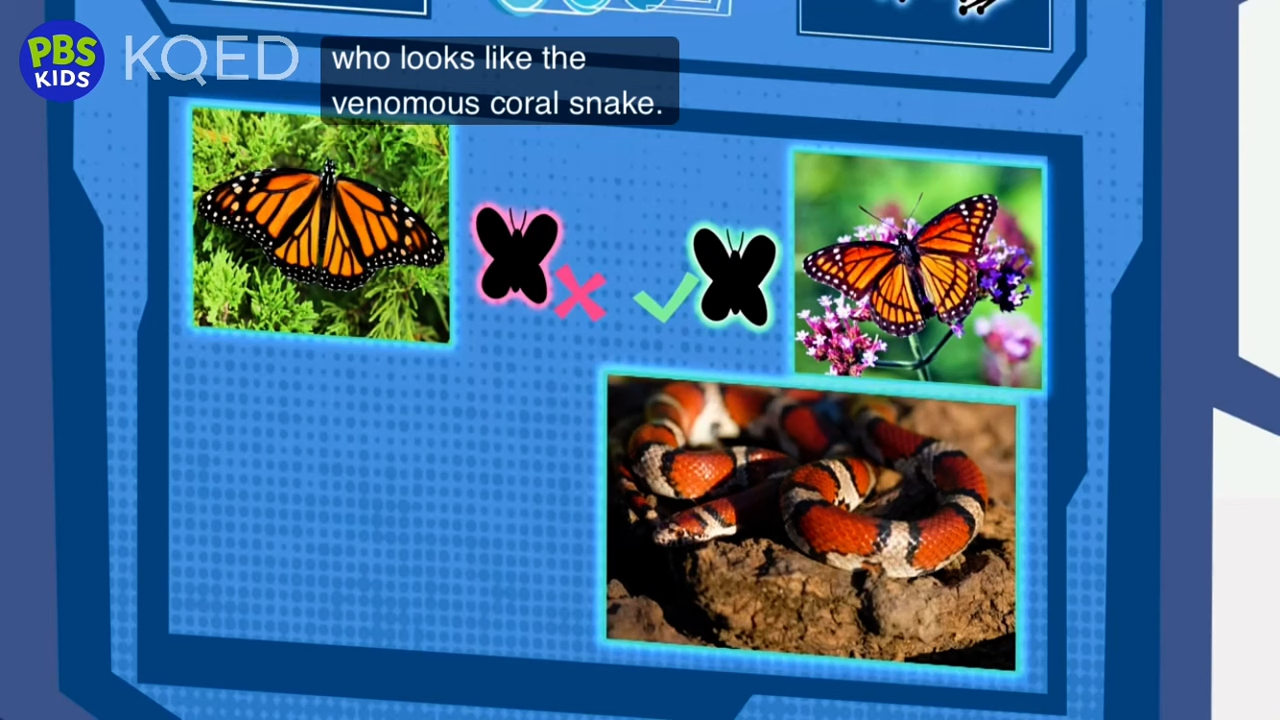 PBS
KIDS
KQED
who looks like the
venomous coral snake.